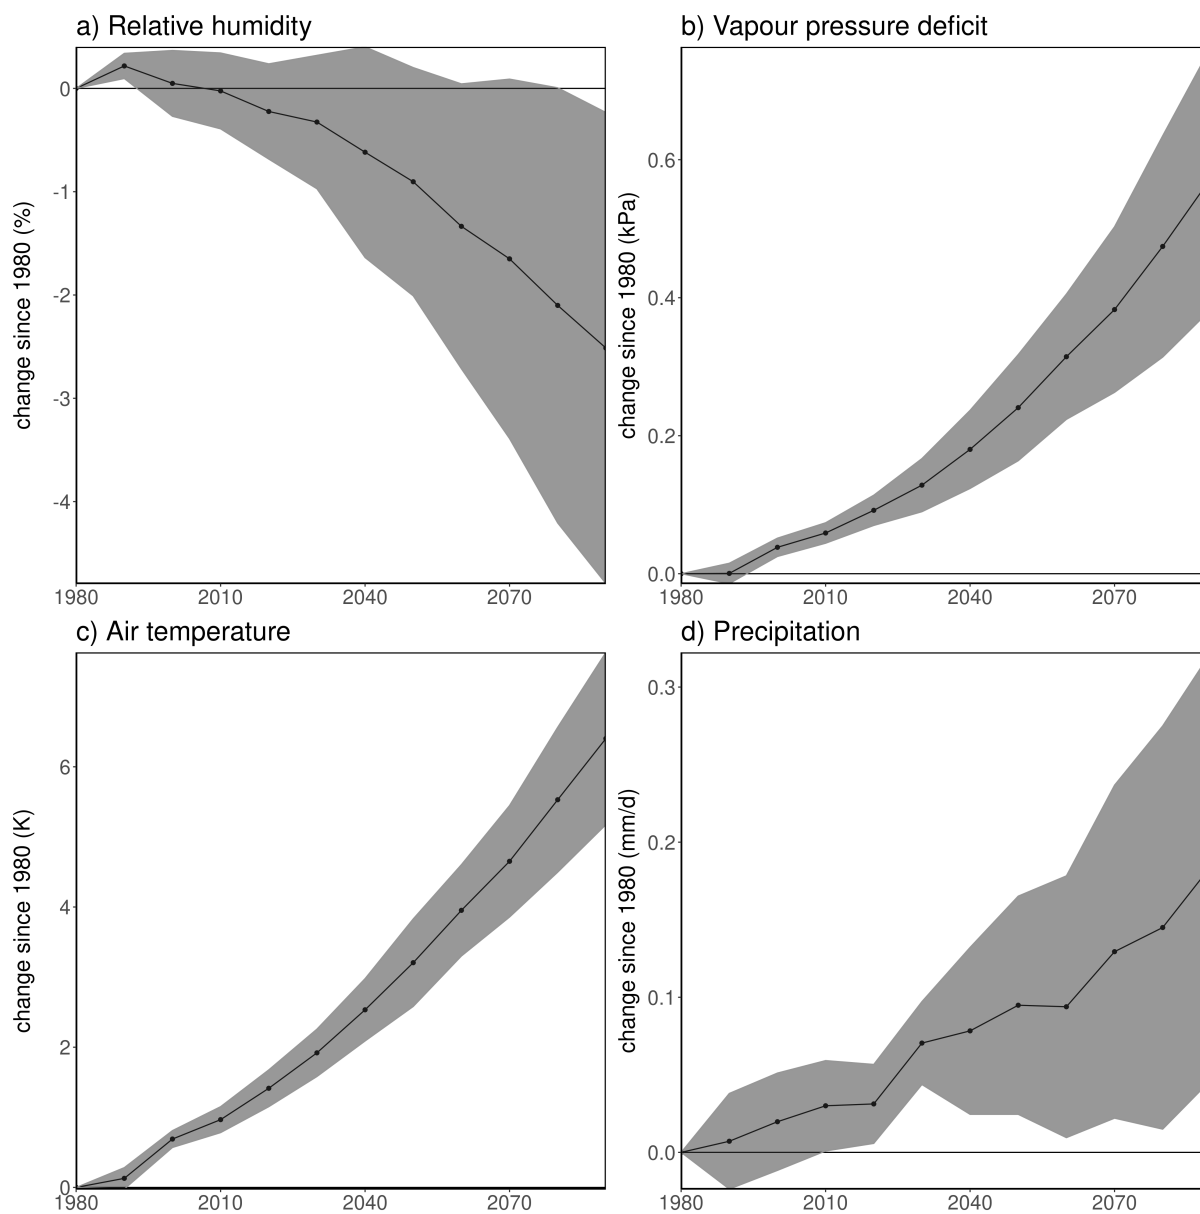 a) Relative humidity
change since 1980 (%)
0
-1
-2
-3
-4
1980 2010 2040 2070
b) Vapour pressure deficit
change since 1980 (kPa)
0.6
0.4
0.2
0.0
1980 2010 2040 2070
c) Air temperature
change since 1980 (K)
6
4
2
0
1980 2010 2040 2070
d) Precipitation
change since 1980 (mm/d)
0.3
0.2
0.1
0.0
1980 2010 2040 2070